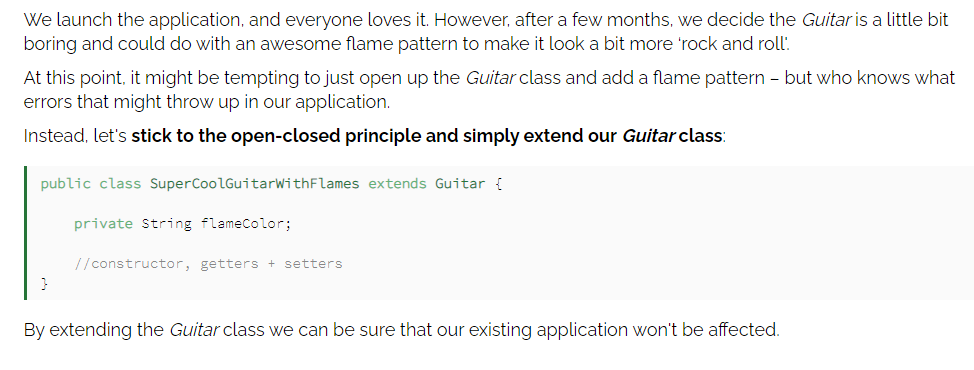 We launch the application, and everyone loves it. However, after a few months, we decide the Guitar is a little bit
boring and could do with an awesome flame pattern to make it look a bit more 'rock and roll'.
At this point, it might be tempting to just open up the Guitar class and add a flame pattern – but who knows what
errors that might throw up in our application.
Instead, let's stick to the open-closed principle and simply extend our Guitar class:
public class SuperCoolGuitarWithFlames extends Guitar {
    private String flameColor;
    //constructor, getters + setters
}
By extending the Guitar class we can be sure that our existing application won't be affected.